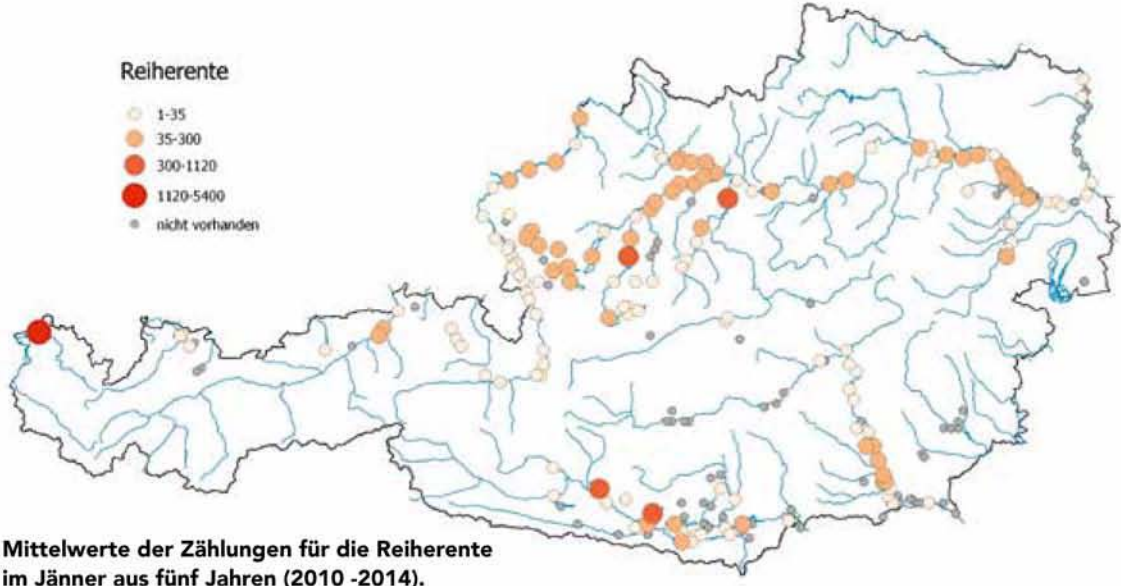 Reiherente
1-35
35-300
300-1120
1120-5400
nicht vorhanden
Mittelwerte der Zählungen für die Reiherente
im Jänner aus fünf Jahren (2010 -2014).